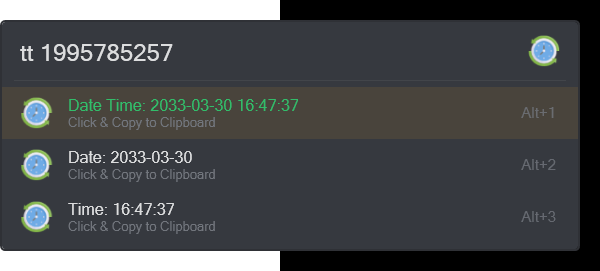 tt 1995785257
Date Time: 2033-03-30 16:47:37
Click & Copy to Clipboard
Alt+1
Date: 2033-03-30
Click & Copy to Clipboard
Alt+2
Time: 16:47:37
Click & Copy to Clipboard
Alt+3